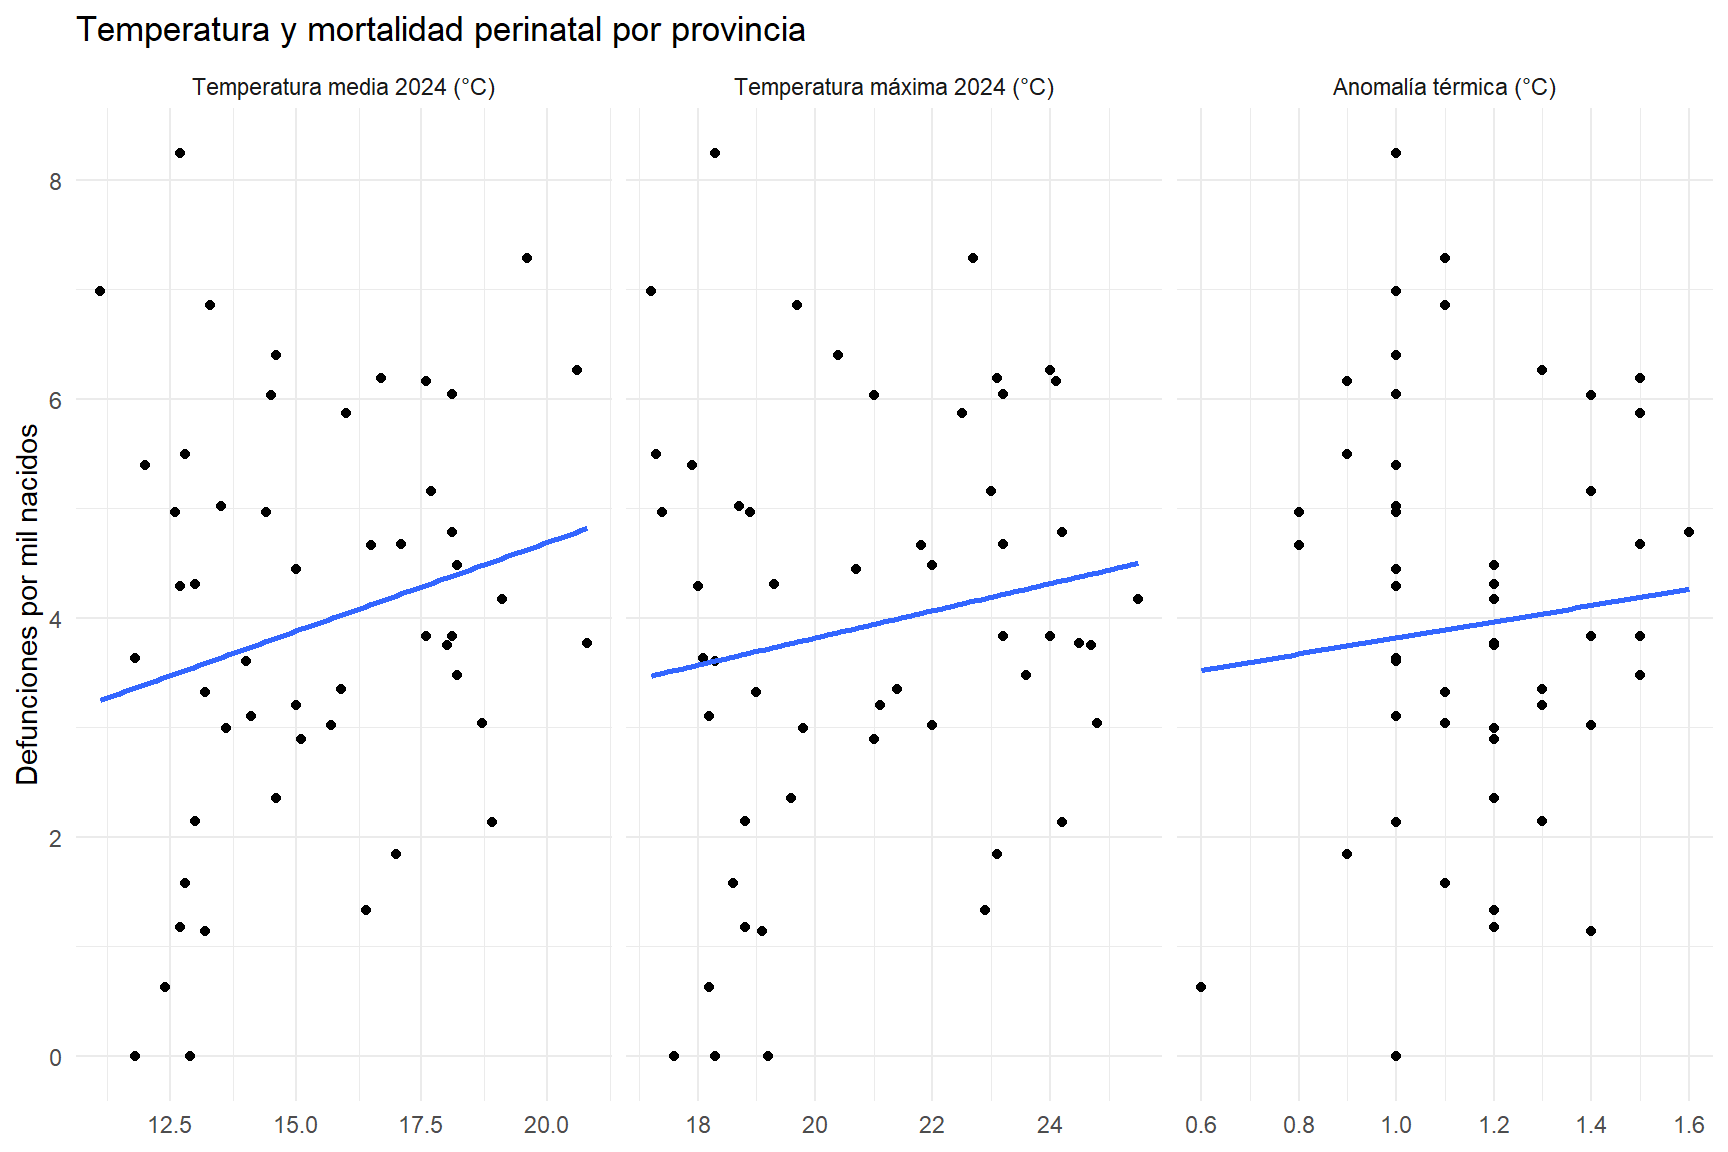 Temperatura y mortalidad perinatal por provincia
Temperatura media 2024 (°C)
Temperatura máxima 2024 (°C)
Anomalía térmica (°C)
Defunciones por mil nacidos
8
6
4
2
0
12.5 15.0 17.5 20.0
18 20 22 24
0.6 0.8 1.0 1.2 1.4 1.6